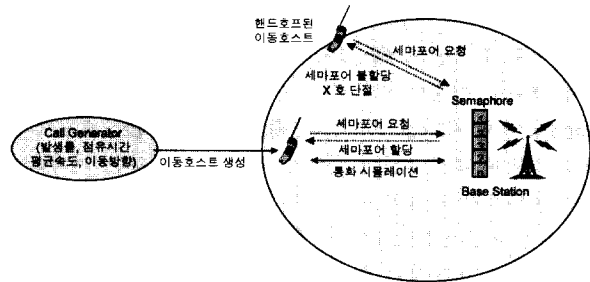 핸드호프된
이동호스트
세마포어 요청
세마포어 불할당
X 호 단절
Semaphore
Call Generator
(발생률, 점유시간
평균속도, 이동방향)
이동호스트 생성
세마포어 요청
세마포어 할당
통화 시뮬레이션
Base Station